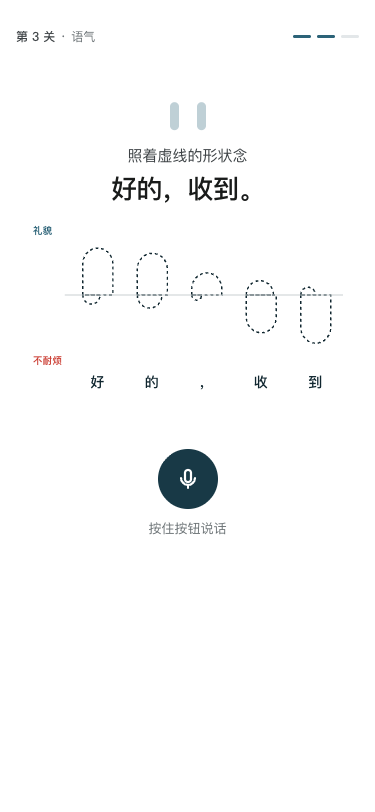 第 3 关 · 语气
照着虚线的形状念
好的，收到。
礼貌
不耐烦
好 的 ， 收 到
按住按钮说话